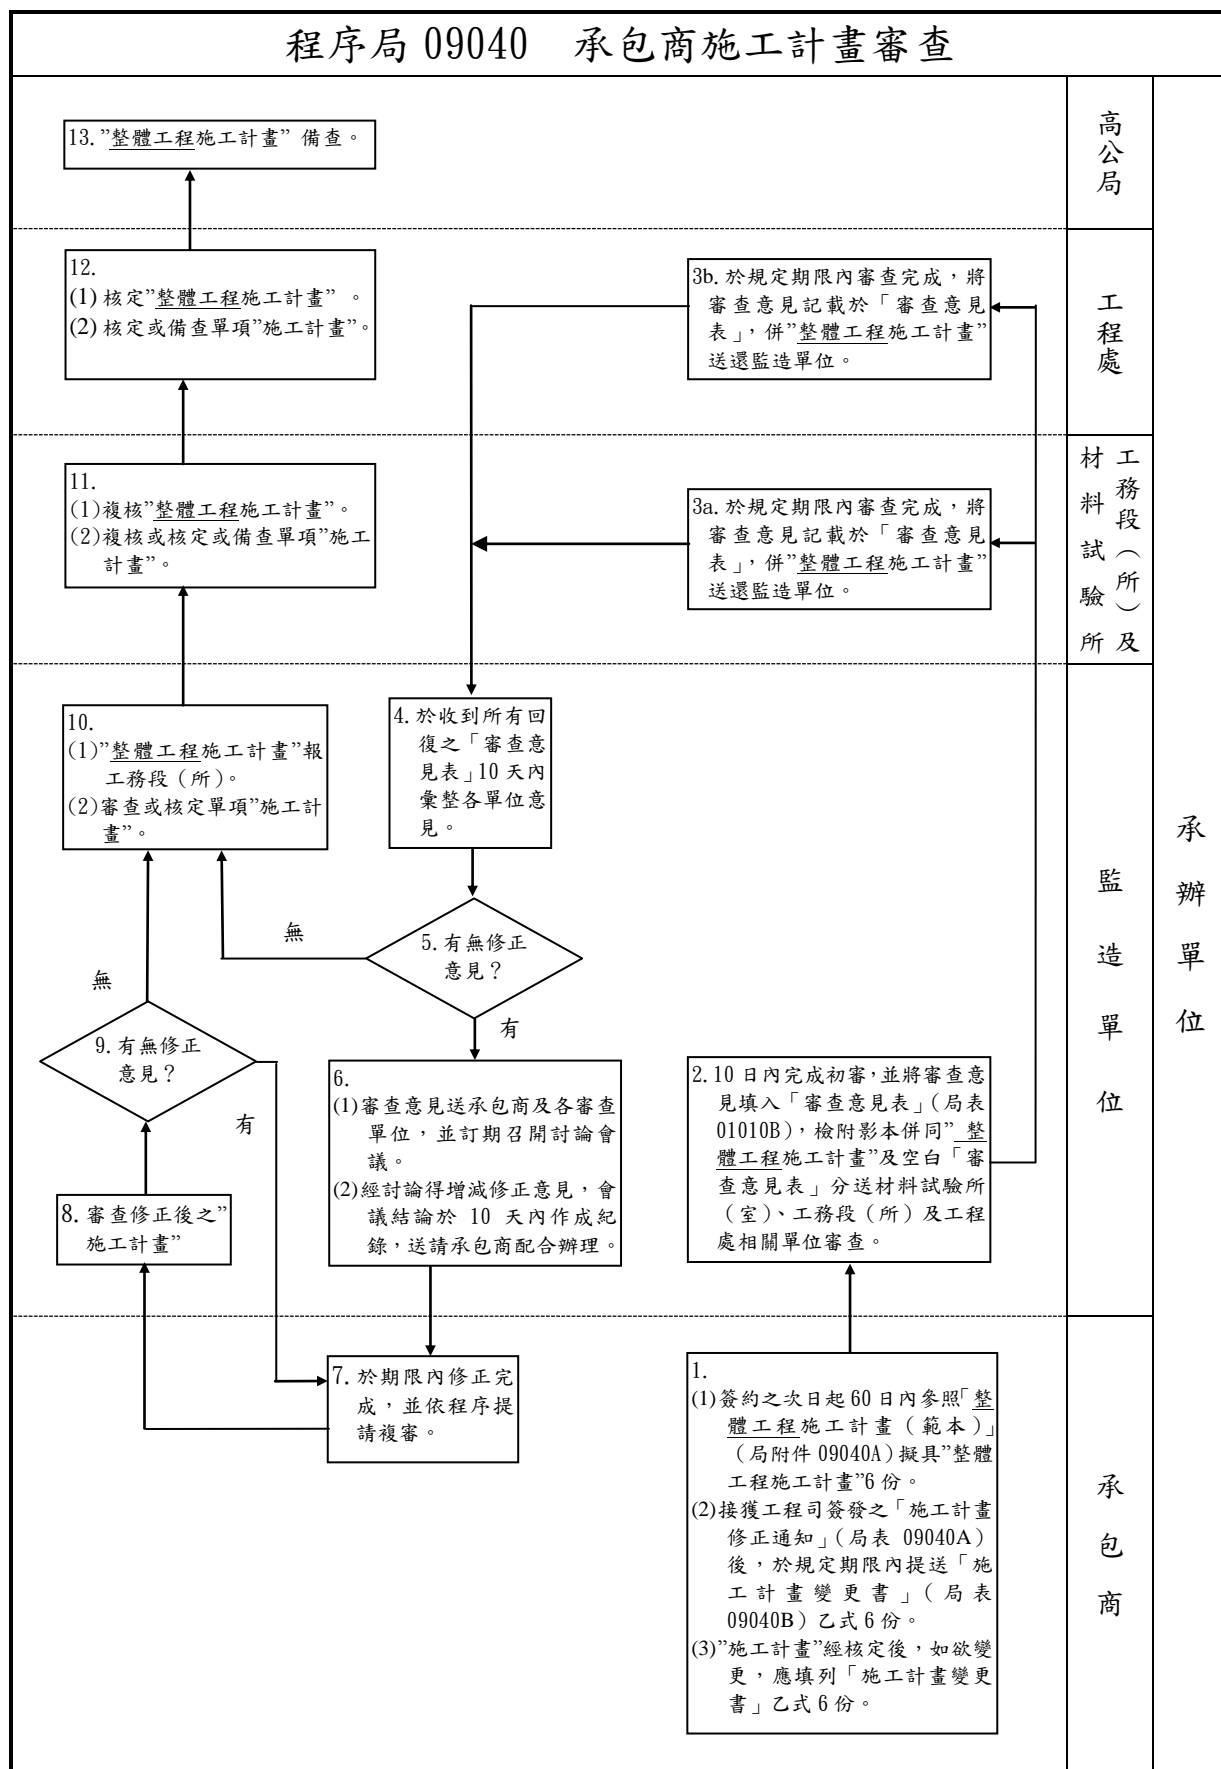 程序局 09040　承包商施工計畫審查
13.”整體工程施工計畫” 備查。
高公局
12.
(1) 核定”整體工程施工計畫” 。
(2) 核定或備查單項”施工計畫”。
3b. 於規定期限內審查完成，將
審查意見記載於「審查意見
表」，併”整體工程施工計畫”
送還監造單位。
工程處
11.
(1)複核”整體工程施工計畫”。
(2)複核或核定或備查單項”施工
計畫”。
3a. 於規定期限內審查完成，將
審查意見記載於「審查意見
表」，併”整體工程施工計畫”
送還監造單位。
工務段（所）及
材料試驗所
10.
(1)”整體工程施工計畫”報
工務段（所）。
(2)審查或核定單項”施工計
畫”。
4. 於收到所有回
復之「審查意
見表」10 天內
彙整各單位意
見。
5. 有無修正
意見？
無
有
9. 有無修正
意見？
無
有
6.
(1)審查意見送承包商及各審查
單位，並訂期召開討論會
議。
(2)經討論得增減修正意見，會
議結論於 10 天內作成紀
錄，送請承包商配合辦理。
2. 10 日內完成初審，並將審查意
見填入「審查意見表」（局表
01010B），檢附影本併同” 整
體工程施工計畫”及空白「審
查意見表」分送材料試驗所
（室）、工務段（所）及工程
處相關單位審查。
8. 審查修正後之”
施工計畫”
監造單位
承辦單位
7. 於期限內修正完
成，並依程序提
請複審。
1.
(1)簽約之次日起 60 日內參照「整
體工程施工計畫（範本）」
（局附件 09040A）擬具”整體
工程施工計畫”6 份。
(2)接獲工程司簽發之「施工計畫
修正通知」（局表 09040A）
後，於規定期限內提送「施
工計畫變更書」（局表
09040B）乙式 6 份。
(3)”施工計畫”經核定後，如欲變
更，應填列「施工計畫變更
書」乙式 6 份。
承包商